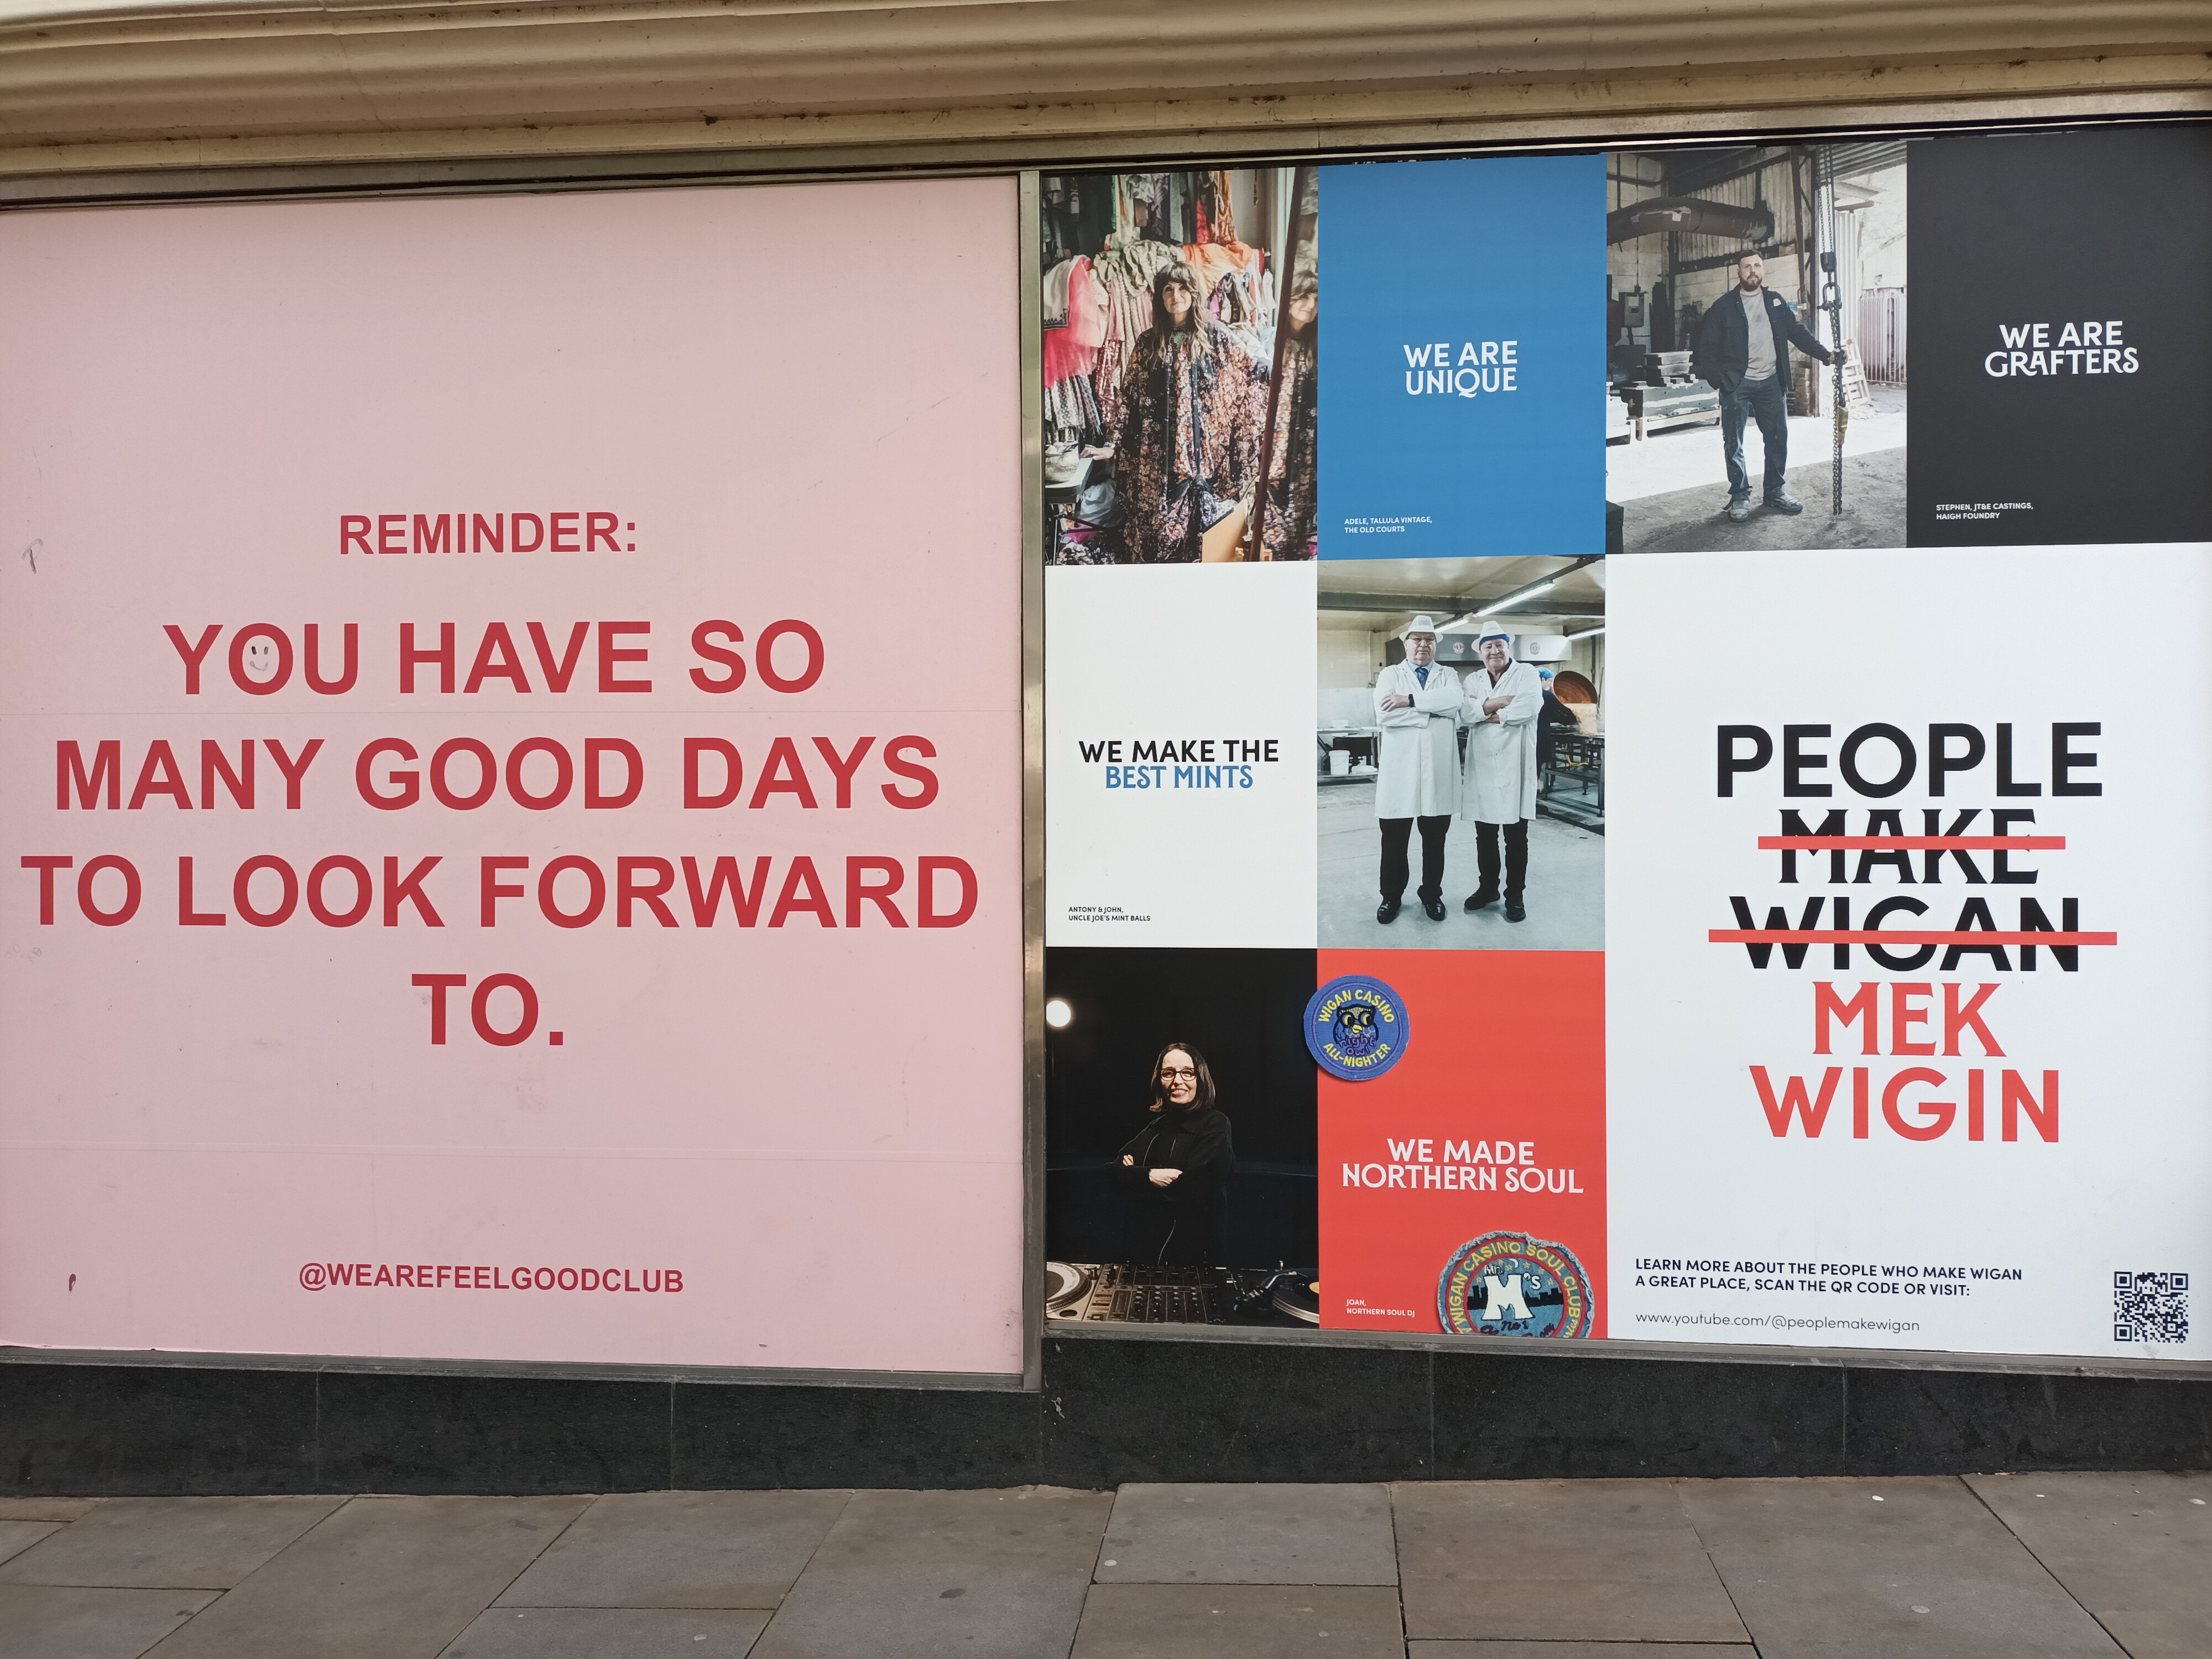 REMINDER:
YOU HAVE SO
MANY GOOD DAYS
TO LOOK FORWARD
TO.
@WEAREFEELGOODCLUB
WE ARE
UNIQUE
ADELE, TALLULA VINTAGE,
THE OLD COURTS
WE ARE
GRAFTERS
STEPHEN, JT&E CASTINGS,
HAIGH FOUNDRY
WE MAKE THE
BEST MINTS
ANTONY & JOHN,
UNCLE JOE'S MINT BALLS
WIGAN CASINO
night
owl
ALL-NIGHTER
WE MADE
NORTHERN SOUL
JOAN,
NORTHERN SOUL DJ
WIGAN CASINO SOUL CLUB
Mr.
M's
PEOPLE
MAKE
WIGAN
MEK
WIGIN
LEARN MORE ABOUT THE PEOPLE WHO MAKE WIGAN
A GREAT PLACE, SCAN THE QR CODE OR VISIT:
www.youtube.com/@peoplemakewigan